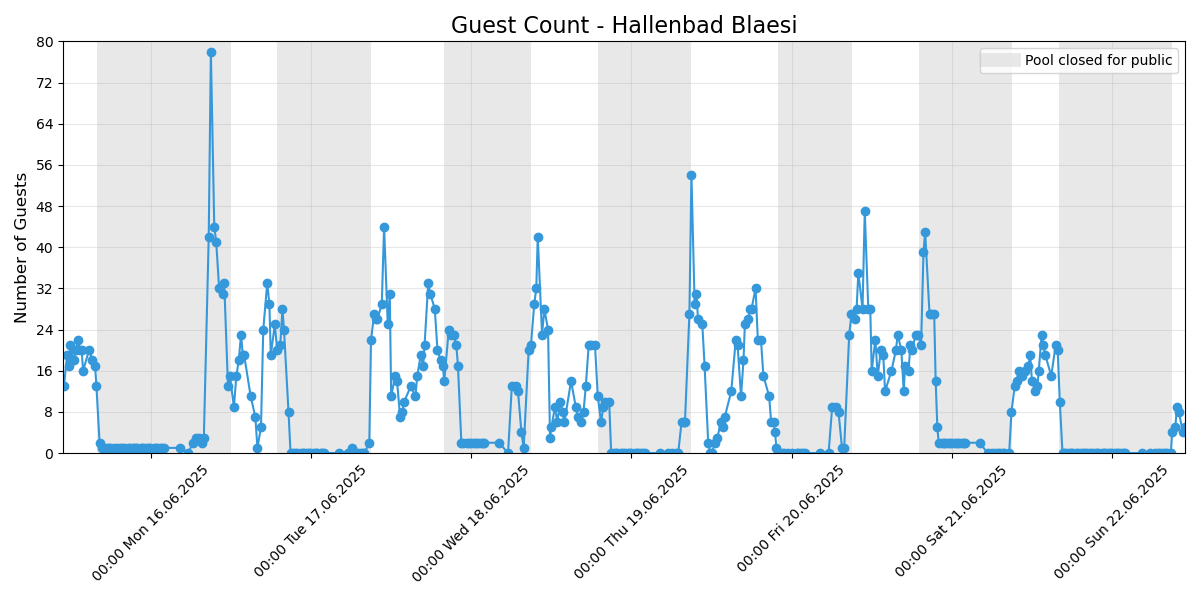 Guest Count - Hallenbad Blaesi
Pool closed for public
Number of Guests
80
72
64
56
48
40
32
24
16
8
0
00:00 Mon 16.06.2025
00:00 Tue 17.06.2025
00:00 Wed 18.06.2025
00:00 Thu 19.06.2025
00:00 Fri 20.06.2025
00:00 Sat 21.06.2025
00:00 Sun 22.06.2025